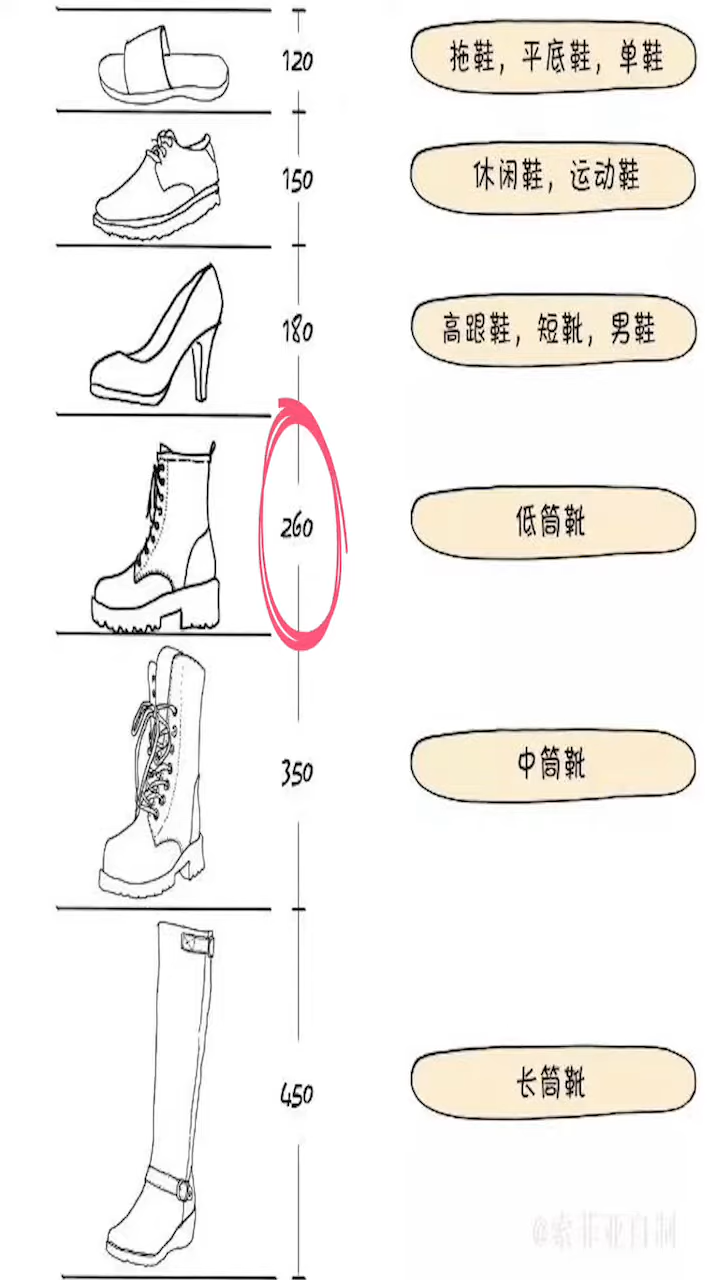 120
拖鞋，平底鞋，单鞋
150
休闲鞋，运动鞋
180
高跟鞋，短靴，男鞋
260
低筒靴
350
中筒靴
450
长筒靴
@索菲亚自制